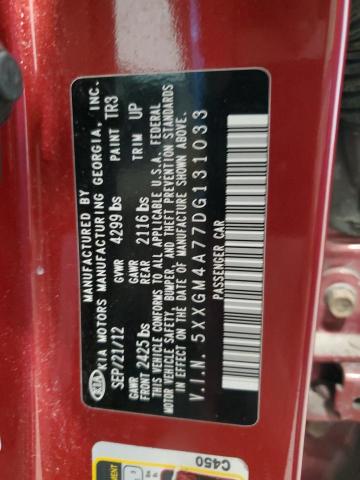 MANUFACTURED BY
KIA KIA MOTORS MANUFACTURING GEORGIA, INC.
SEP/21/12 GVWR 4299 lbs PAINT TR3
GAWR FRONT 2425 lbs GAWR REAR 2116 lbs TRIM UP
THIS VEHICLE CONFORMS TO ALL APPLICABLE U.S.A. FEDERAL
MOTOR VEHICLE SAFETY, BUMPER, AND THEFT PREVENTION STANDARDS
IN EFFECT ON THE DATE OF MANUFACTURE SHOWN ABOVE.
V.I.N. 5XXGM4A77DG131033
PASSENGER CAR
C450